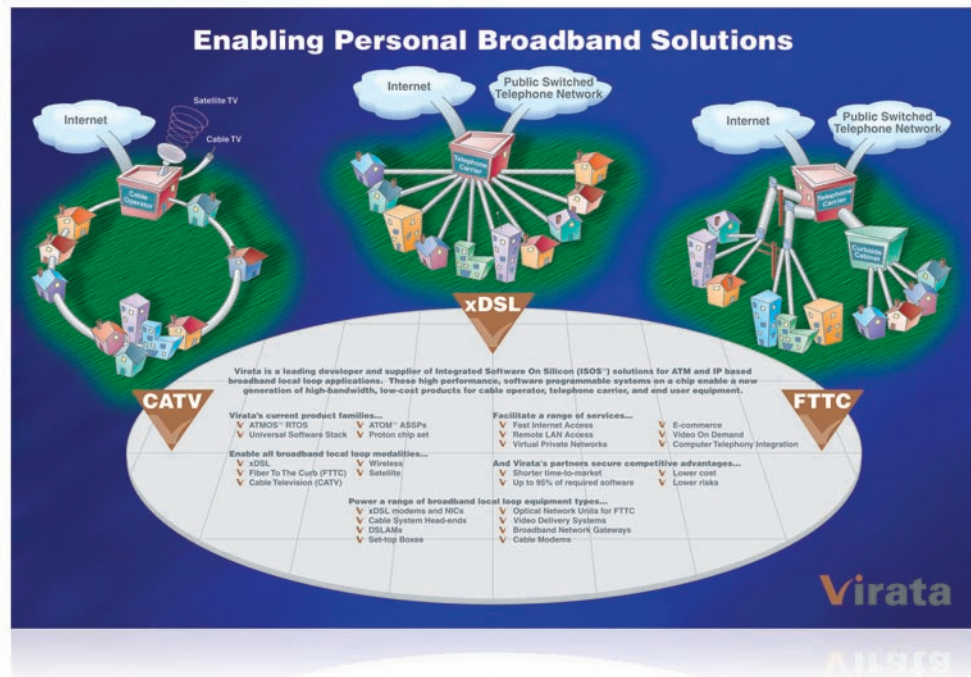 Enabling Personal Broadband Solutions
Internet
Satellite TV
Cable TV
Cable
Operator
Internet
Public Switched
Telephone Network
Telephone
Carrier
Internet
Public Switched
Telephone Network
Telephone
Carrier
Curbside
Cabinet
CATV
xDSL
FTTC
Virata is a leading developer and supplier of Integrated Software On Silicon (ISOS™) solutions for ATM and IP based
broadband local loop applications. These high performance, software programmable systems on a chip enable a new
generation of high-bandwidth, low-cost products for cable operator, telephone carrier, and end user equipment.
Virata's current product families...
ATMOS™ RTOS
Universal Software Stack
ATOM™ ASSPs
Proton chip set
Enable all broadband local loop modalities...
xDSL
Fiber To The Curb (FTTC)
Cable Television (CATV)
Wireless
Satellite
Facilitate a range of services...
Fast Internet Access
Remote LAN Access
Virtual Private Networks
E-commerce
Video On Demand
Computer Telephony Integration
And Virata's partners secure competitive advantages...
Shorter time-to-market
Up to 95% of required software
Lower cost
Lower risks
Power a range of broadband local loop equipment types...
xDSL modems and NICs
Cable System Head-ends
DSLAMs
Set-top Boxes
Optical Network Units for FTTC
Video Delivery Systems
Broadband Network Gateways
Cable Modems
Virata